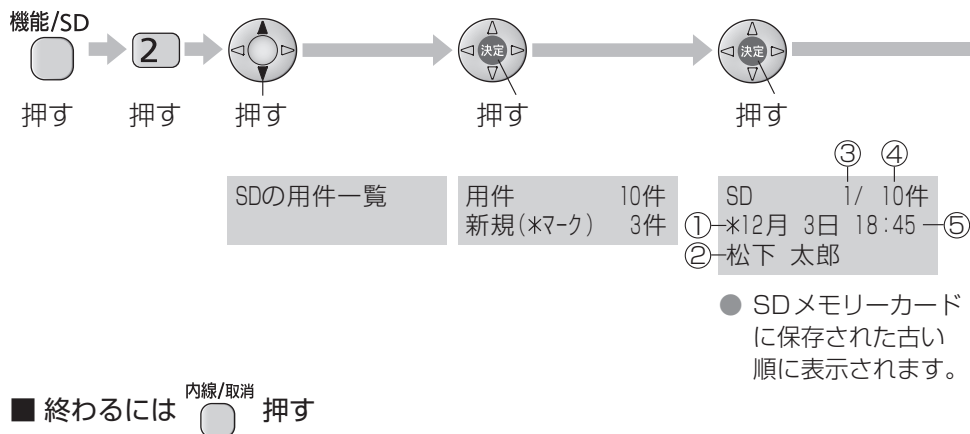 機能/SD
2
決定
決定
押す
押す
押す
押す
押す
③ ④
SDの用件一覧
用件 10件
新規(*マーク) 3件
SD 1/ 10件
①*12月 3日 18:45⑤
②松下 太郎
● SDメモリーカード
に保存された古い
順に表示されます。
■ 終わるには 内線/取消 押す